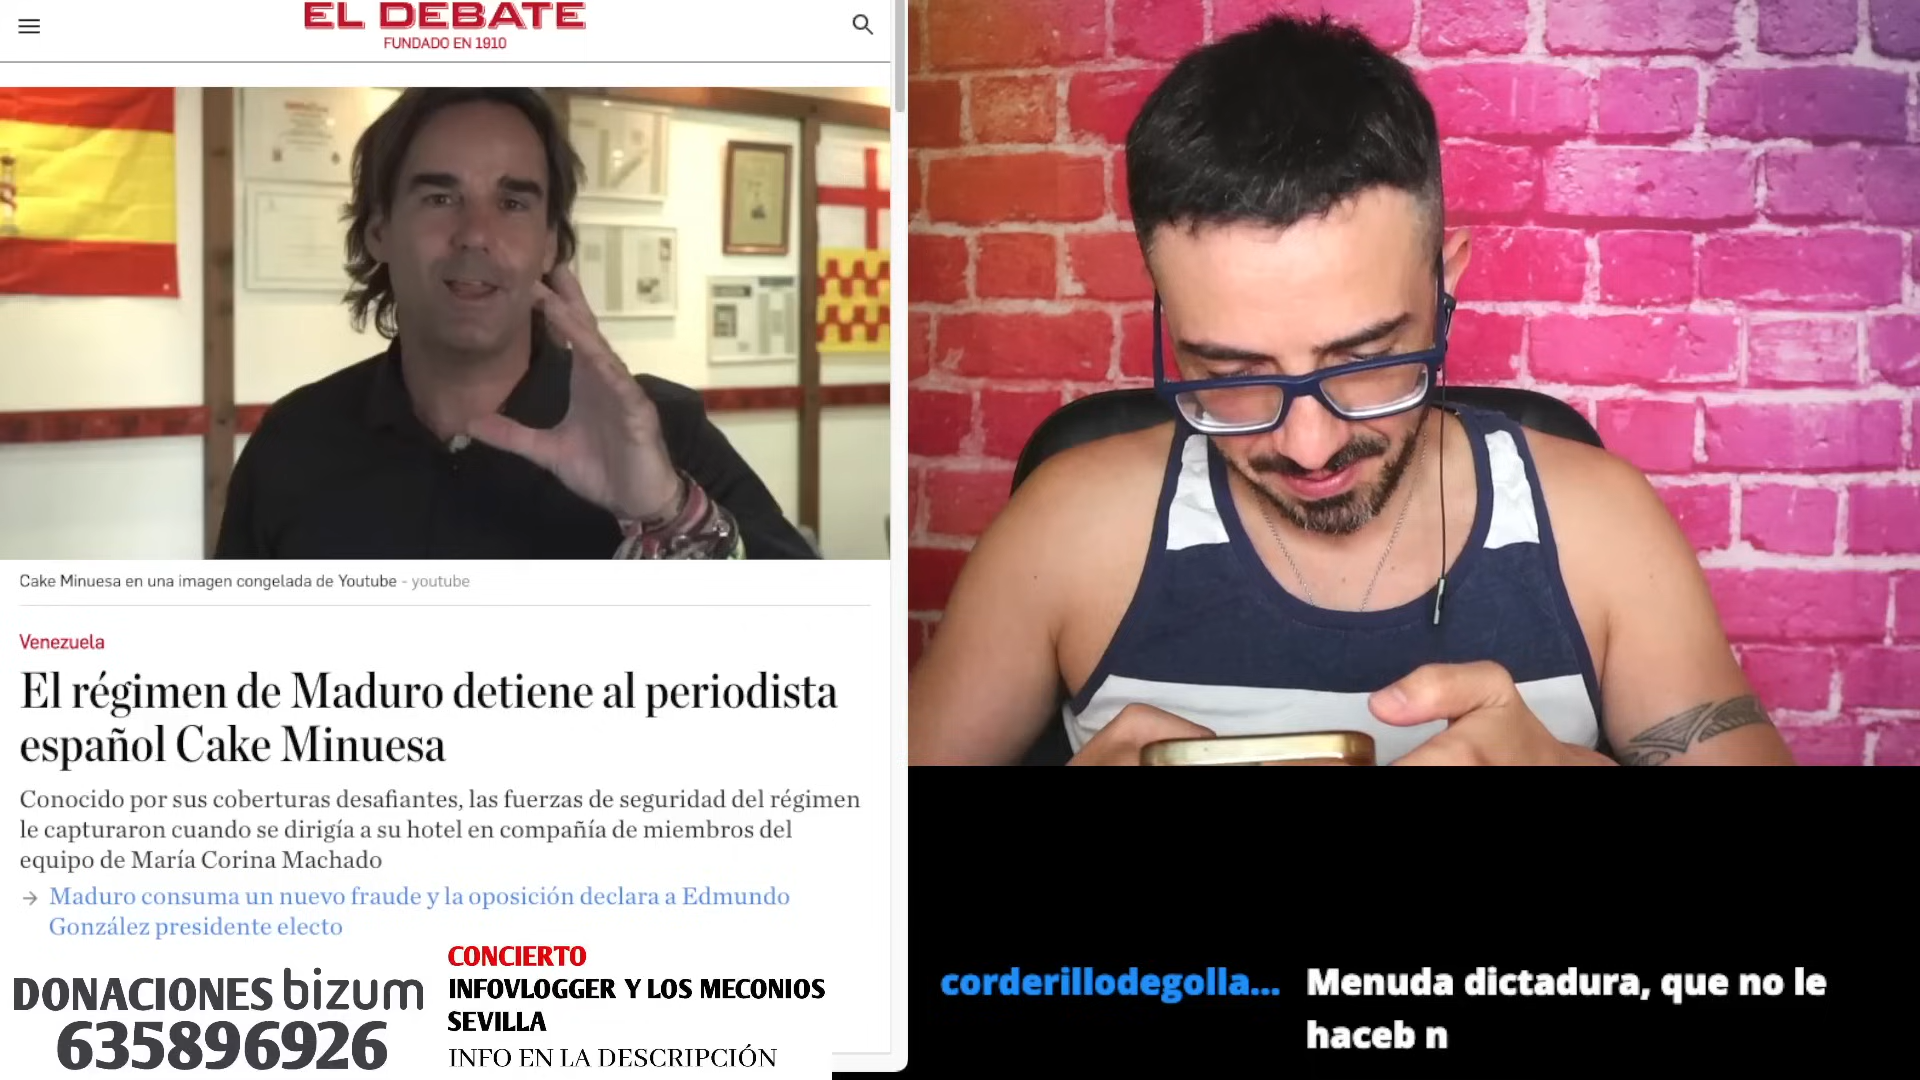 EL DEBATE
FUNDADO EN 1910
Cake Minuesa en una imagen congelada de Youtube - youtube
Venezuela
El régimen de Maduro detiene al periodista
español Cake Minuesa
Conocido por sus coberturas desafiantes, las fuerzas de seguridad del régimen
le capturaron cuando se dirigía a su hotel en compañía de miembros del
equipo de María Corina Machado
→ Maduro consuma un nuevo fraude y la oposición declara a Edmundo
González presidente electo
DONACIONES bizum
635896926
CONCIERTO
INFOVLOGGER Y LOS MECONIOS
SEVILLA
INFO EN LA DESCRIPCIÓN
corderillodegolla... Menuda dictadura, que no le
haceb n